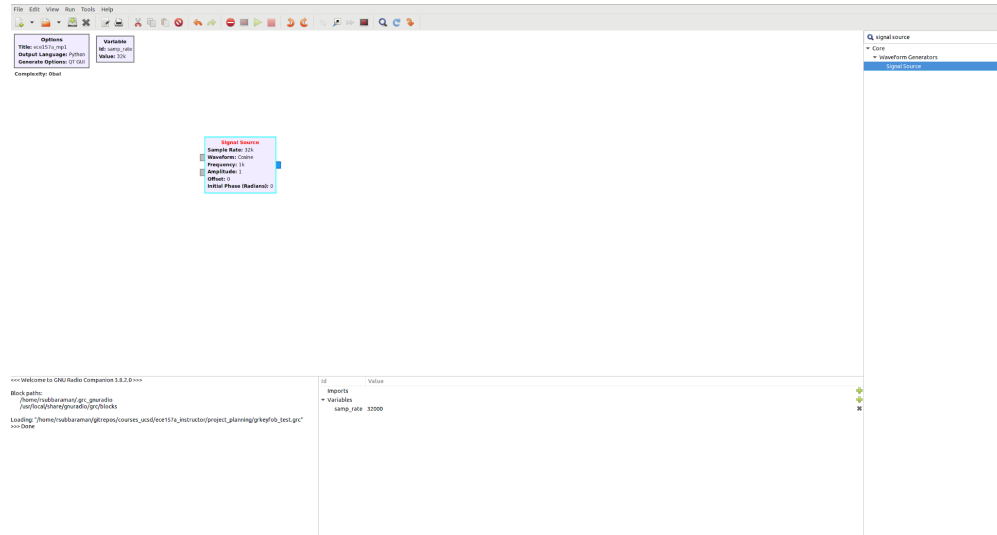 File Edit View Run Tools Help
Options
Title: ece157a_mp1
Output Language: Python
Generate Options: QT GUI
Variable
Id: samp_rate
Value: 32k
Complexity: 0bal
Signal Source
Sample Rate: 32k
Waveform: Cosine
Frequency: 1k
Amplitude: 1
Offset: 0
Initial Phase (Radians): 0
signal source
Core
Waveform Generators
Signal Source
<<< Welcome to GNU Radio Companion 3.8.2.0 >>>
Block paths:
/home/rsubbaraman/.grc_gnuradio
/usr/local/share/gnuradio/grc/blocks
Loading: "/home/rsubbaraman/gitrepos/courses_ucsd/ece157a_instructor/project_planning/grkeyfob_test.grc"
>>> Done
Id Value
Imports
Variables
samp_rate 32000